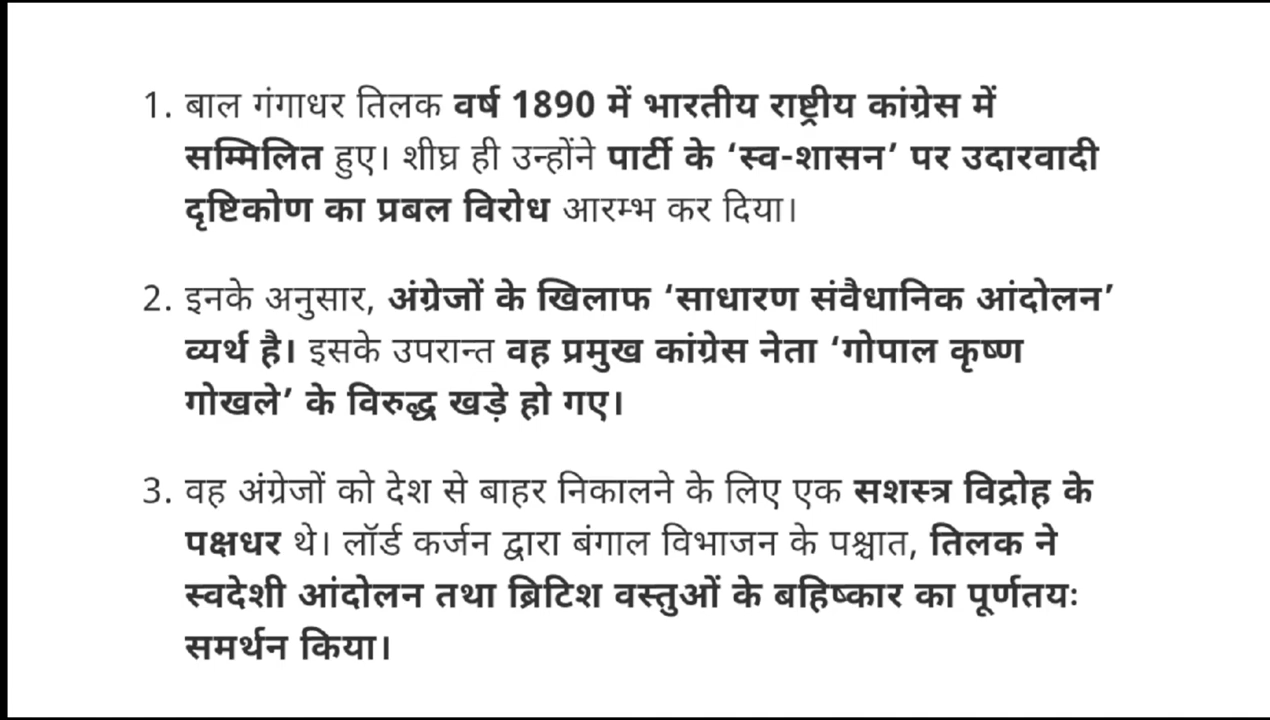 1. बाल गंगाधर तिलक वर्ष 1890 में भारतीय राष्ट्रीय कांग्रेस में
सम्मिलित हुए। शीघ्र ही उन्होंने पार्टी के ‘स्व-शासन’ पर उदारवादी
दृष्टिकोण का प्रबल विरोध आरम्भ कर दिया।
2. इनके अनुसार, अंग्रेजों के खिलाफ ‘साधारण संवैधानिक आंदोलन’
व्यर्थ है। इसके उपरान्त वह प्रमुख कांग्रेस नेता ‘गोपाल कृष्ण
गोखले’ के विरुद्ध खड़े हो गए।
3. वह अंग्रेजों को देश से बाहर निकालने के लिए एक सशस्त्र विद्रोह के
पक्षधर थे। लॉर्ड कर्जन द्वारा बंगाल विभाजन के पश्चात, तिलक ने
स्वदेशी आंदोलन तथा ब्रिटिश वस्तुओं के बहिष्कार का पूर्णतयः
समर्थन किया।